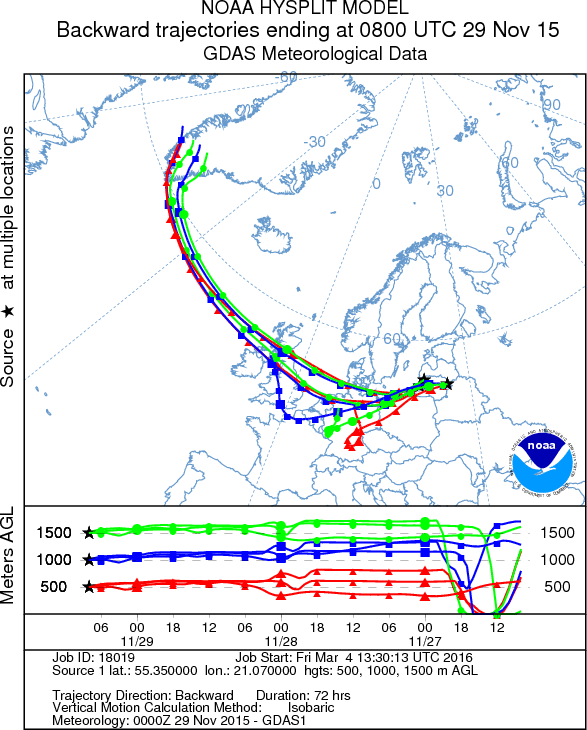 NOAA HYSPLIT MODEL
Backward trajectories ending at 0800 UTC 29 Nov 15
GDAS Meteorological Data
Source ★ at multiple locations
-60
90
-30
60
0
30
60
noaa
Meters AGL
1500 1500
1000 1000
500 500
06 00 18 12 06 00 18 12 06 00 18 12
11/29 11/28 11/27
Job ID: 18019 Job Start: Fri Mar 4 13:30:13 UTC 2016
Source 1 lat.: 55.350000 lon.: 21.070000 hgts: 500, 1000, 1500 m AGL
Trajectory Direction: Backward Duration: 72 hrs
Vertical Motion Calculation Method: Isobaric
Meteorology: 0000Z 29 Nov 2015 - GDAS1